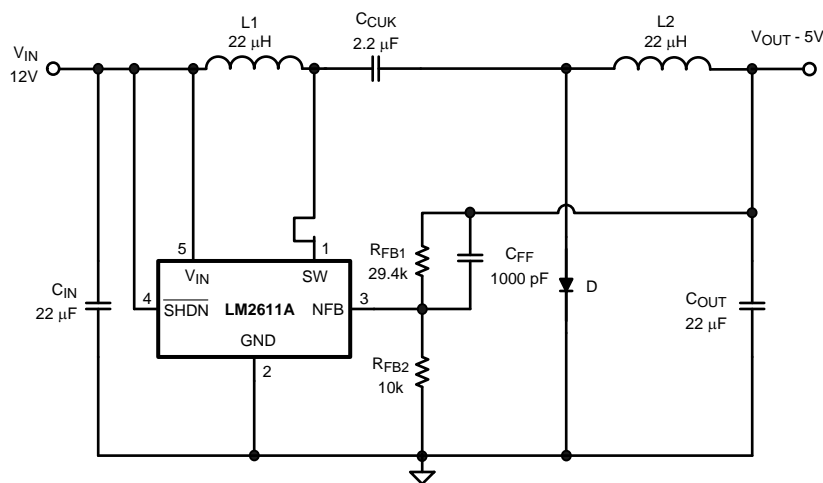 L1
22 μH
CCUK
2.2 μF
L2
22 μH
VIN
12V
VOUT - 5V
5
1
VIN
SW
4
SHDN
LM2611A
NFB
3
GND
2
CIN
22 μF
RFB1
29.4k
CFF
1000 pF
D
COUT
22 μF
RFB2
10k